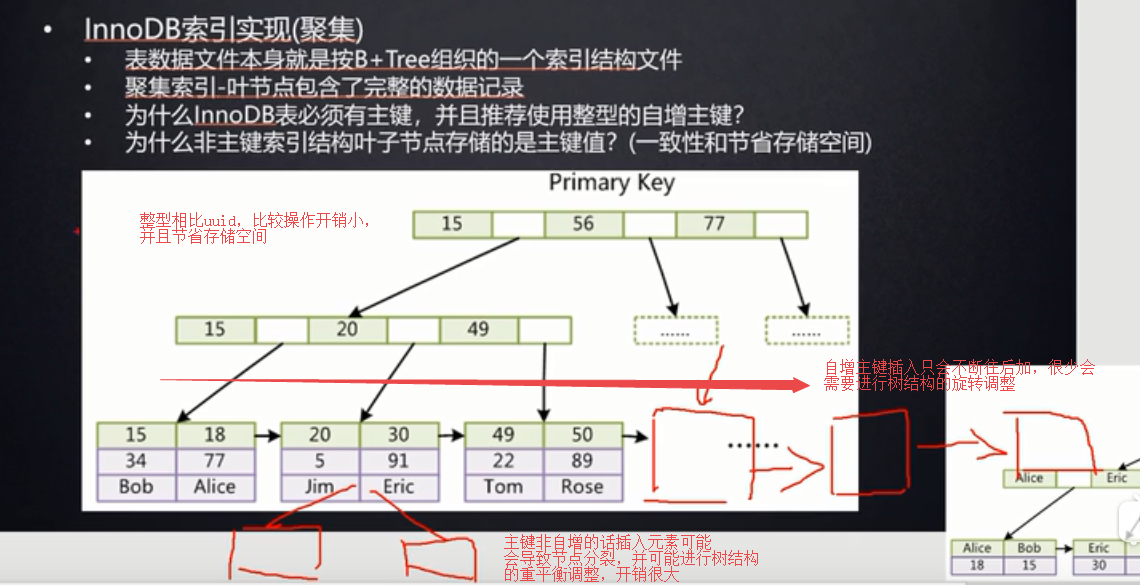 InnoDB索引实现(聚集)
表数据文件本身就是按B+Tree组织的一个索引结构文件
聚集索引-叶节点包含了完整的数据记录
为什么InnoDB表必须有主键，并且推荐使用整型的自增主键？
为什么非主键索引结构叶子节点存储的是主键值？(一致性和节省存储空间)
Primary Key
整型相比uuid，比较操作开销小，
并且节省存储空间
15 56 77
15 20 49
...... ......
自增主键插入只会不断往后加，很少会
需要进行树结构的旋转调整
15 18 20 30 49 50
34 77 5 91 22 89
Bob Alice Jim Eric Tom Rose
......
Alice Eric
主键非自增的话插入元素可能
会导致节点分裂，并可能进行树结构
的重平衡调整，开销很大
Alice Bob Eric
18 15 30